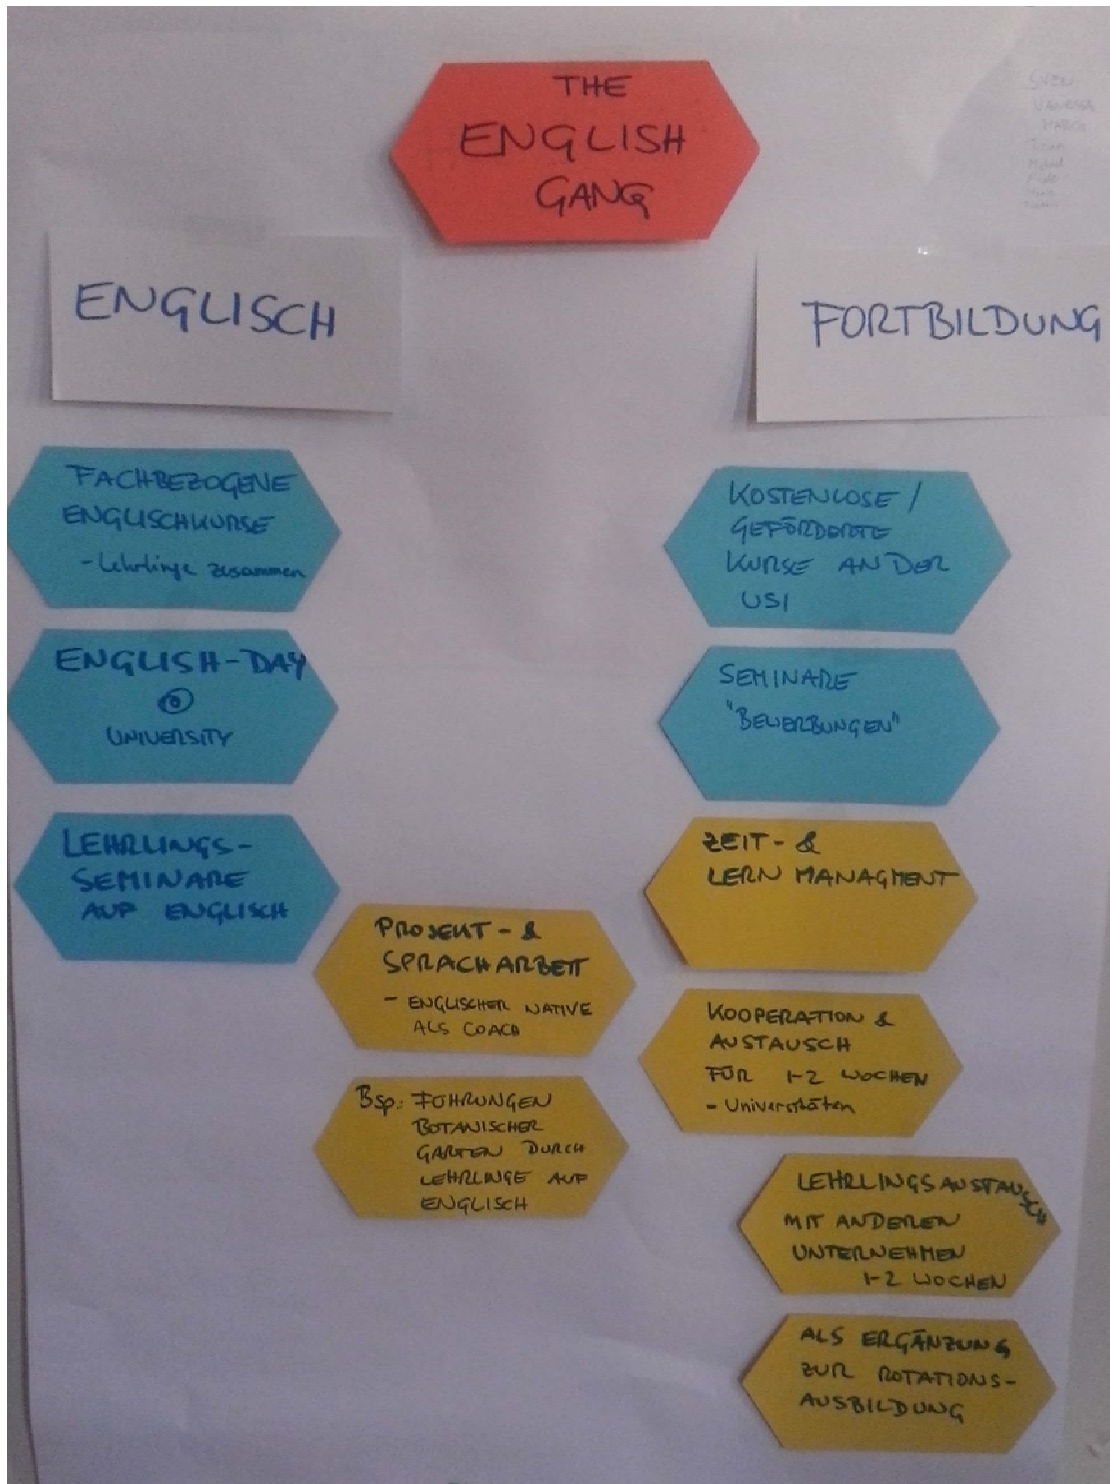 THE
ENGLISH
GANG
SVEN
VANESSA
ENGLISCH
FACHBEZOGENE
ENGLISCHKURSE
- Lehrlinge zusammen
ENGLISH-DAY
@
UNIVERSITY
LEHRLINGS-
SEMINARE
AUF ENGLISCH
PROJEKT- &
SPRACHARBEIT
- ENGLISCHER NATIVE
ALS COACH
Bsp.: FÜHRUNGEN
BOTANISCHER
GARTEN DURCH
LEHRLINGE AUF
ENGLISCH
FORTBILDUNG
KOSTENLOSE /
GEFÖRDERTE
KURSE AN DER
USI
SEMINARE
"BEWERBUNGEN"
ZEIT- &
LERN MANAGMENT
KOOPERATION &
AUSTAUSCH
FÜR 1-2 WOCHEN
- Universitäten
LEHRLINGSAUSTAUSCH
MIT ANDEREN
UNTERNEHMEN
1-2 WOCHEN
ALS ERGÄNZUNG
ZUR ROTATIONS-
AUSBILDUNG